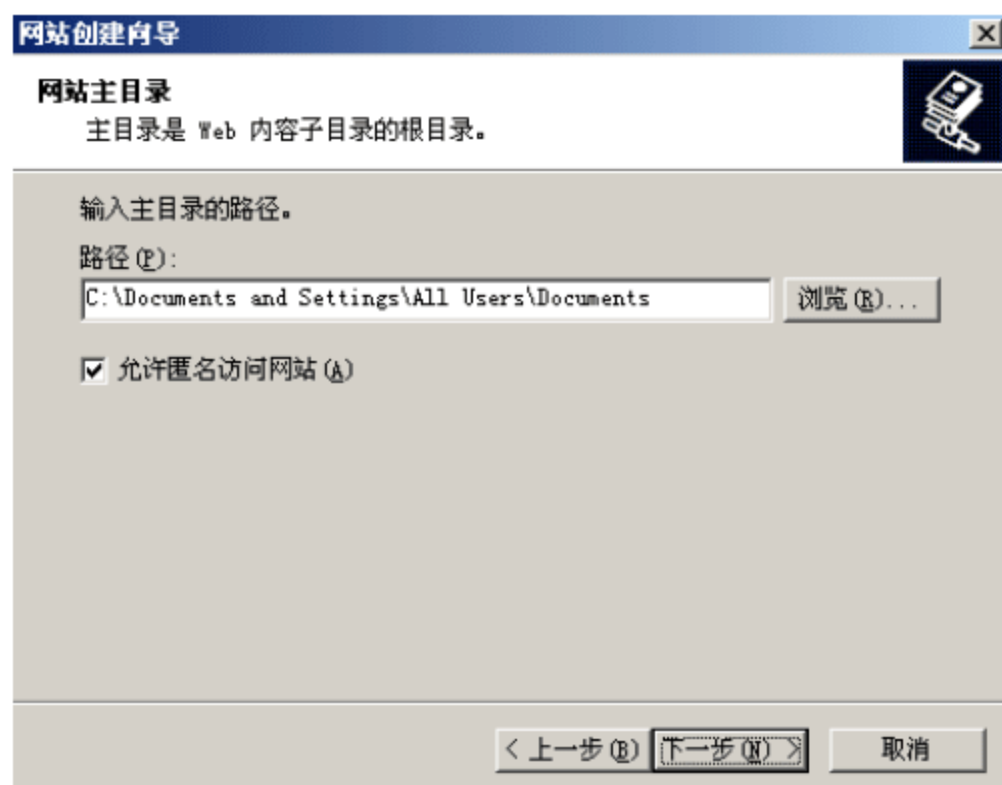 网站创建向导
网站主目录
主目录是 Web 内容子目录的根目录。
输入主目录的路径。
路径(P):
C:\Documents and Settings\All Users\Documents 浏览(R)...
允许匿名访问网站(A)
< 上一步(B) 下一步(N) > 取消